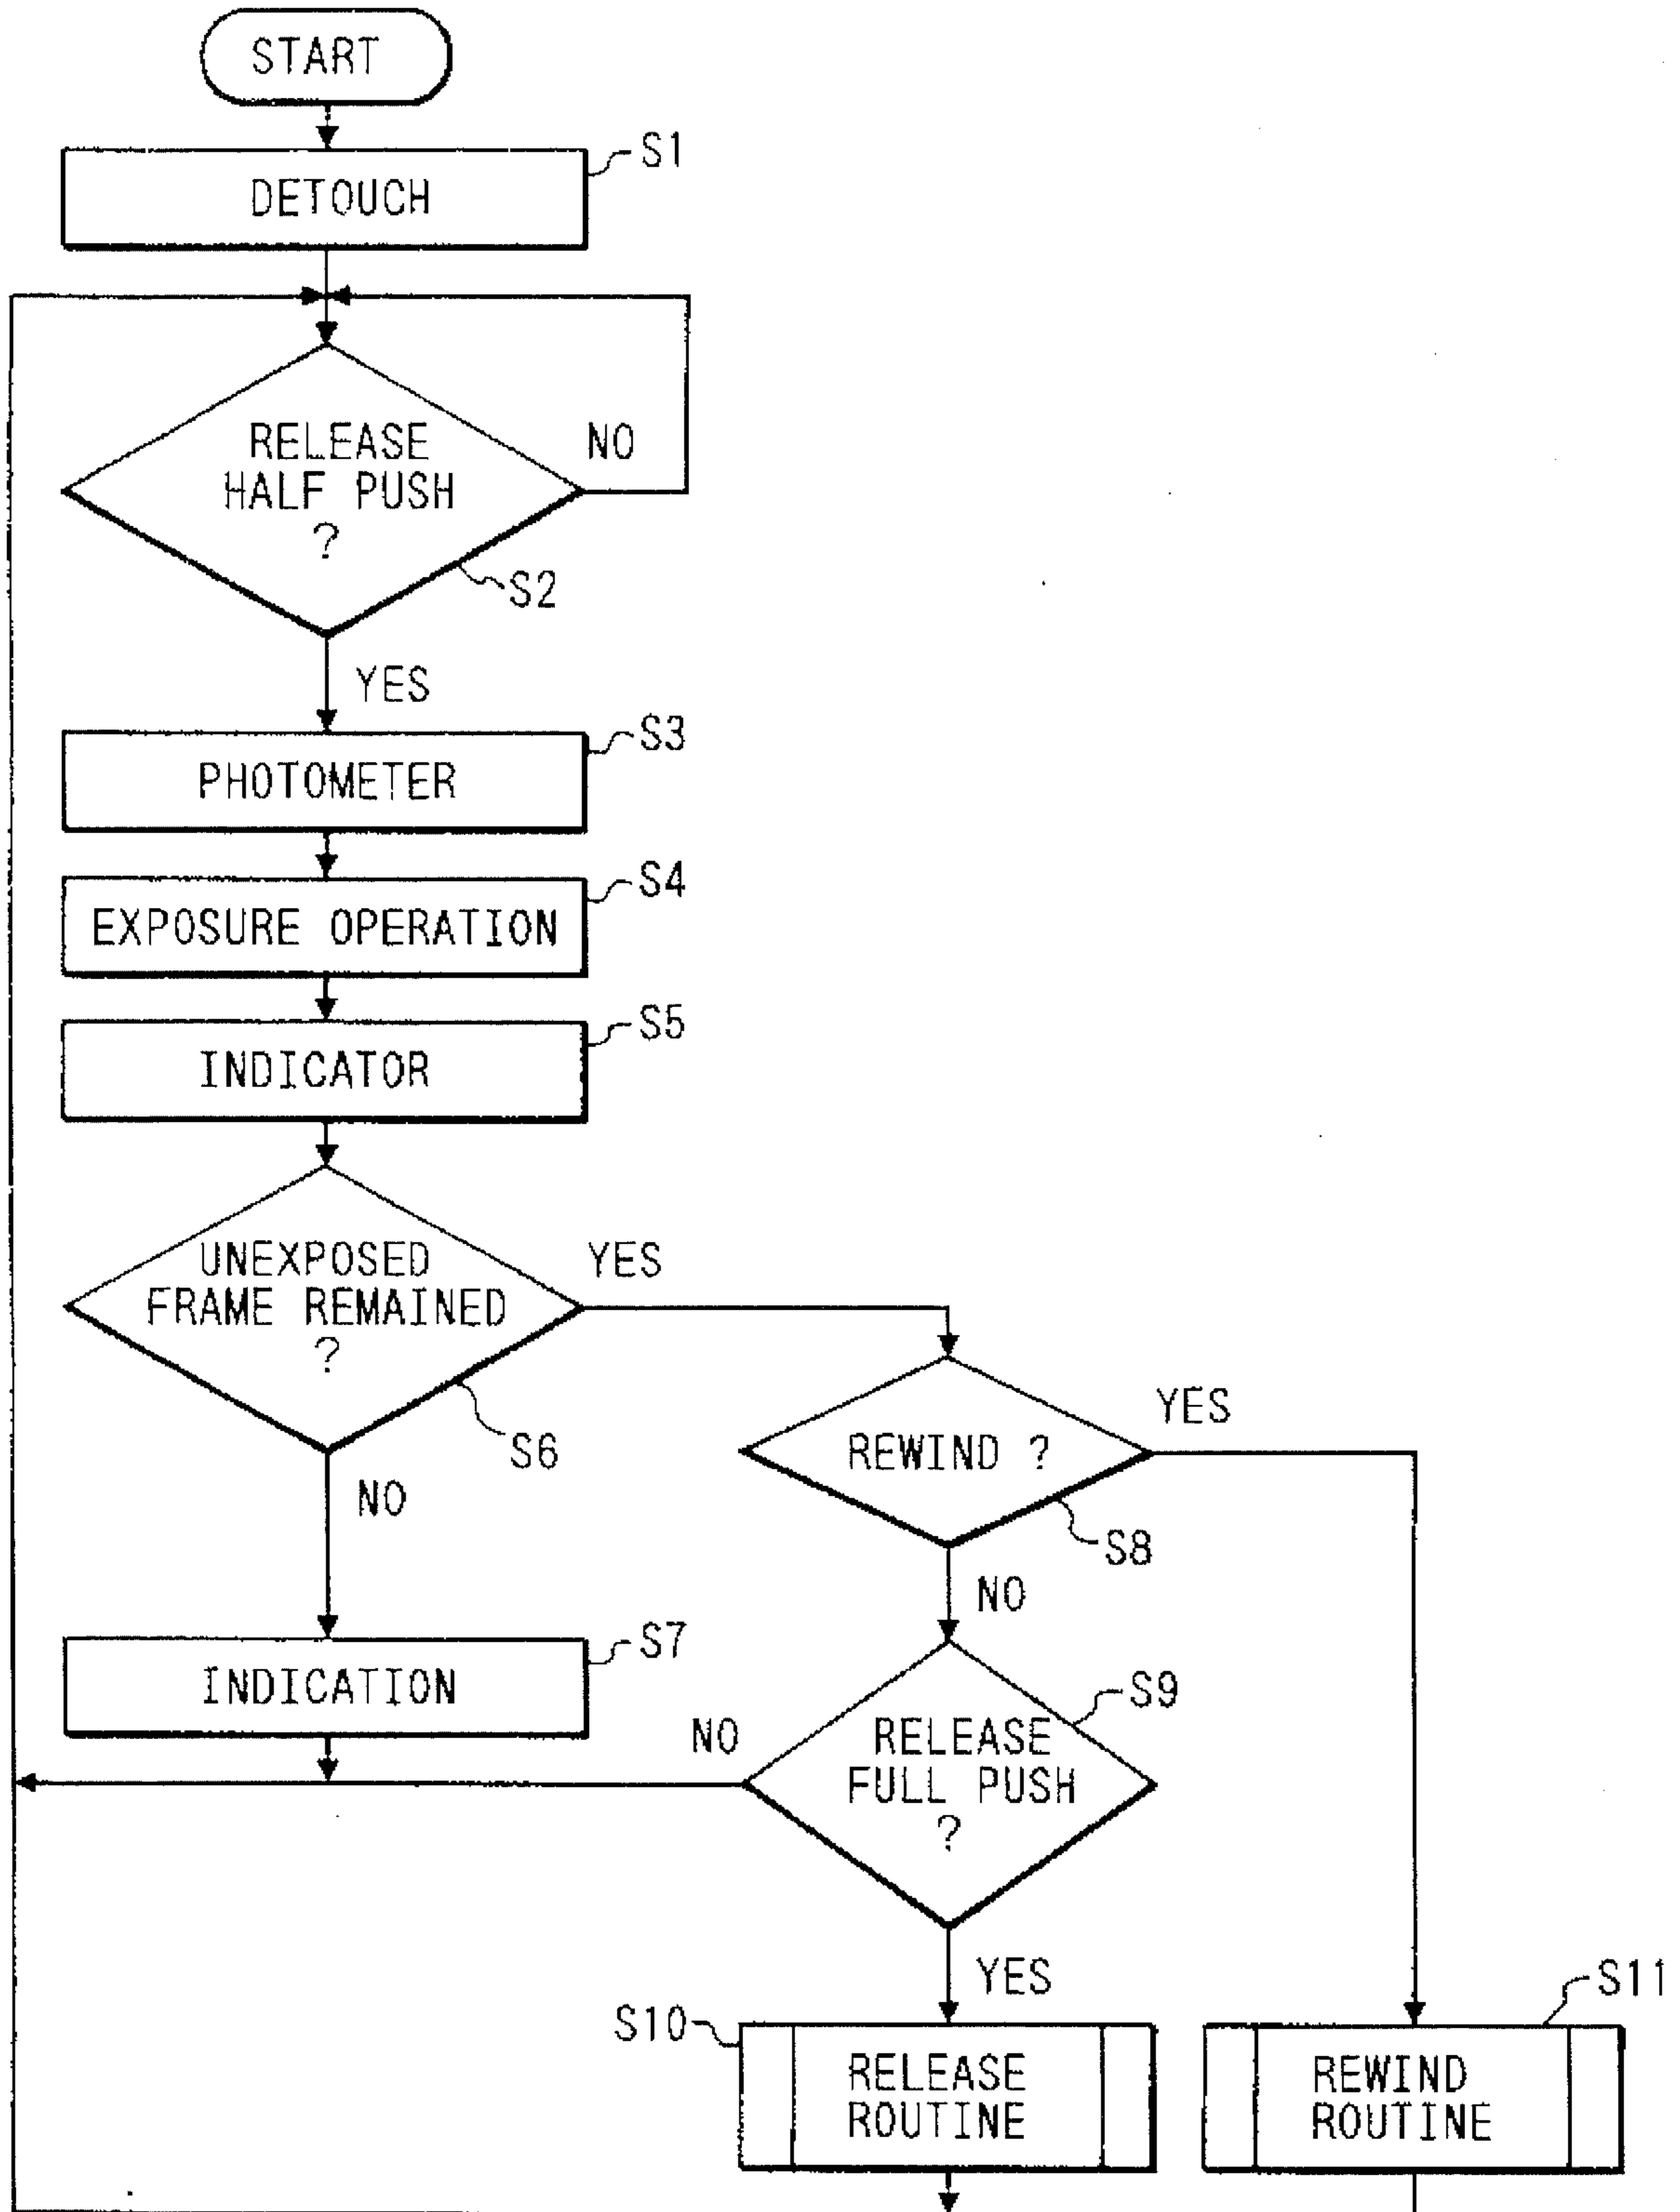 START
S1
DETOUCH
RELEASE
HALF PUSH
?
NO
S2
YES
S3
PHOTOMETER
S4
EXPOSURE OPERATION
S5
INDICATOR
UNEXPOSED
FRAME REMAINED
?
YES
S6
NO
REWIND ?
YES
S8
NO
S7
INDICATION
S9
RELEASE
FULL PUSH
?
NO
YES
S10
RELEASE
ROUTINE
S11
REWIND
ROUTINE